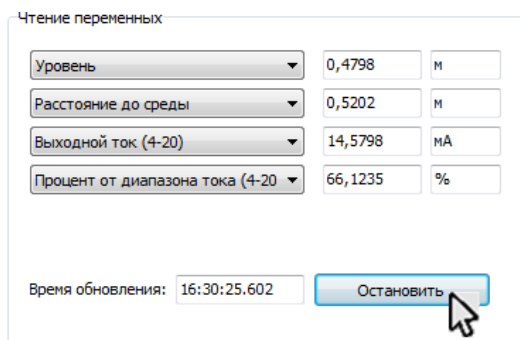 Чтение переменных
Уровень 0,4798 м
Расстояние до среды 0,5202 м
Выходной ток (4-20) 14,5798 мА
Процент от диапазона тока (4-20 66,1235 %
Время обновления: 16:30:25.602 Остановить